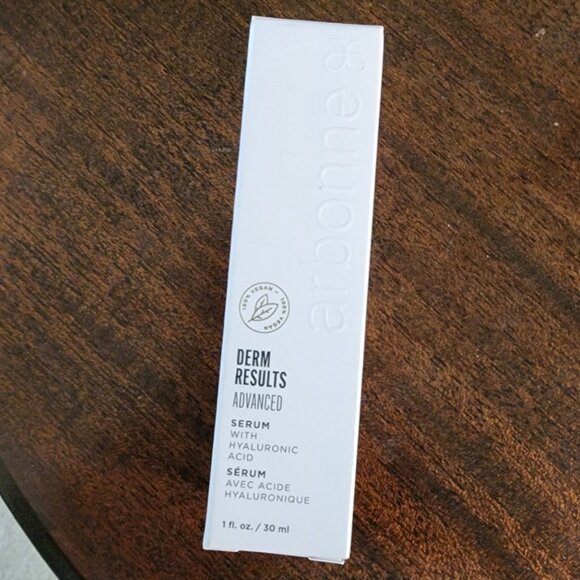 arbonne
100% VEGAN – 100% VEGAN
DERM
RESULTS
ADVANCED
SERUM
WITH
HYALURONIC
ACID
SÉRUM
AVEC ACIDE
HYALURONIQUE
1 fl. oz. / 30 ml